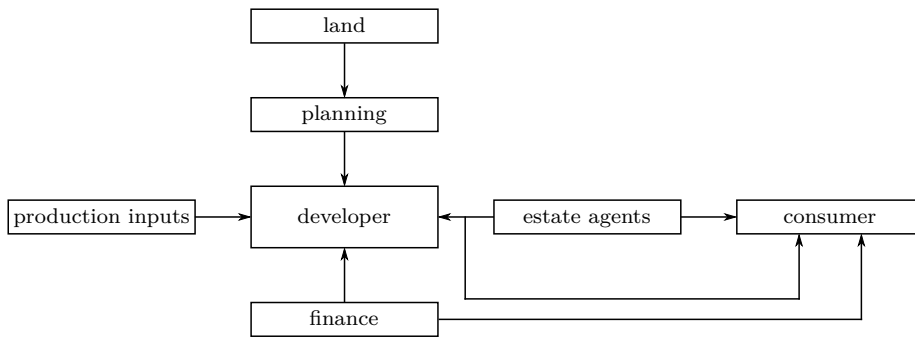 land
planning
production inputs
developer
estate agents
consumer
finance